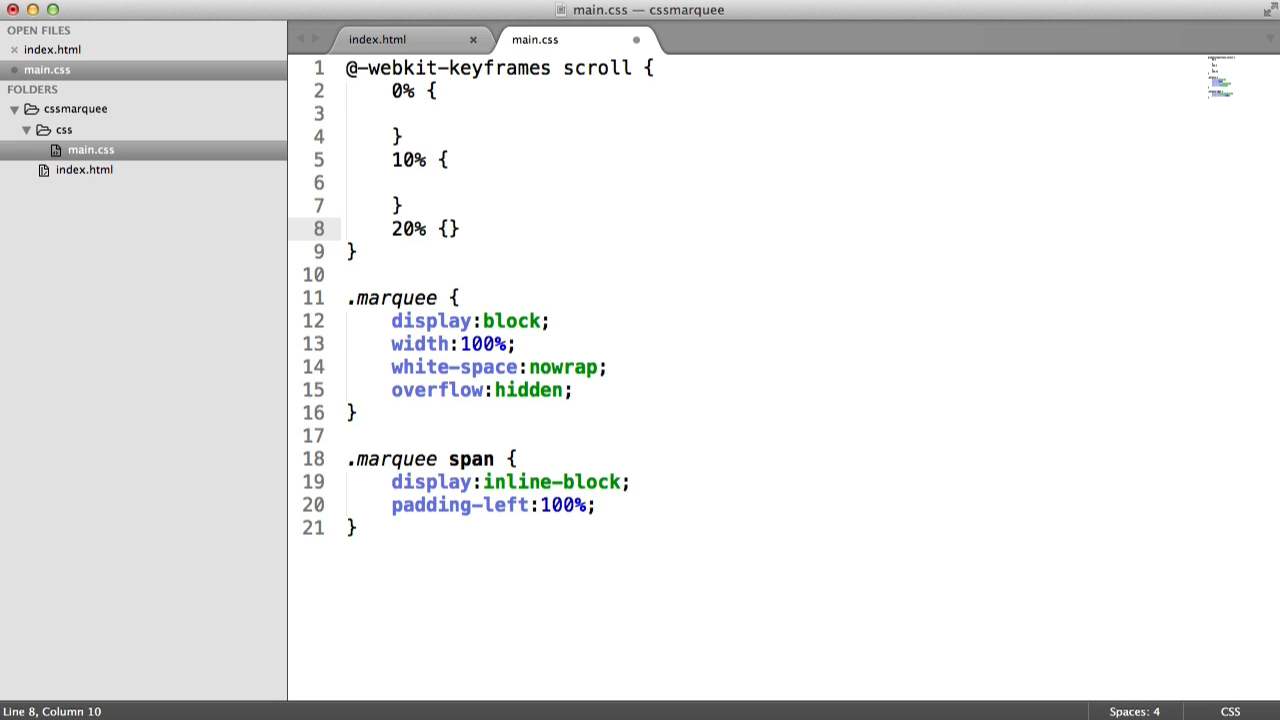 main.css — cssmarquee
OPEN FILES
index.html
main.css
FOLDERS
cssmarquee
css
main.css
index.html
index.html
main.css
1 @-webkit-keyframes scroll {
2 0% {
3
4 }
5 10% {
6
7 }
8 20% {}
9 }
10
11 .marquee {
12 display:block;
13 width:100%;
14 white-space:nowrap;
15 overflow:hidden;
16 }
17
18 .marquee span {
19 display:inline-block;
20 padding-left:100%;
21 }
Line 8, Column 10
Spaces: 4
CSS